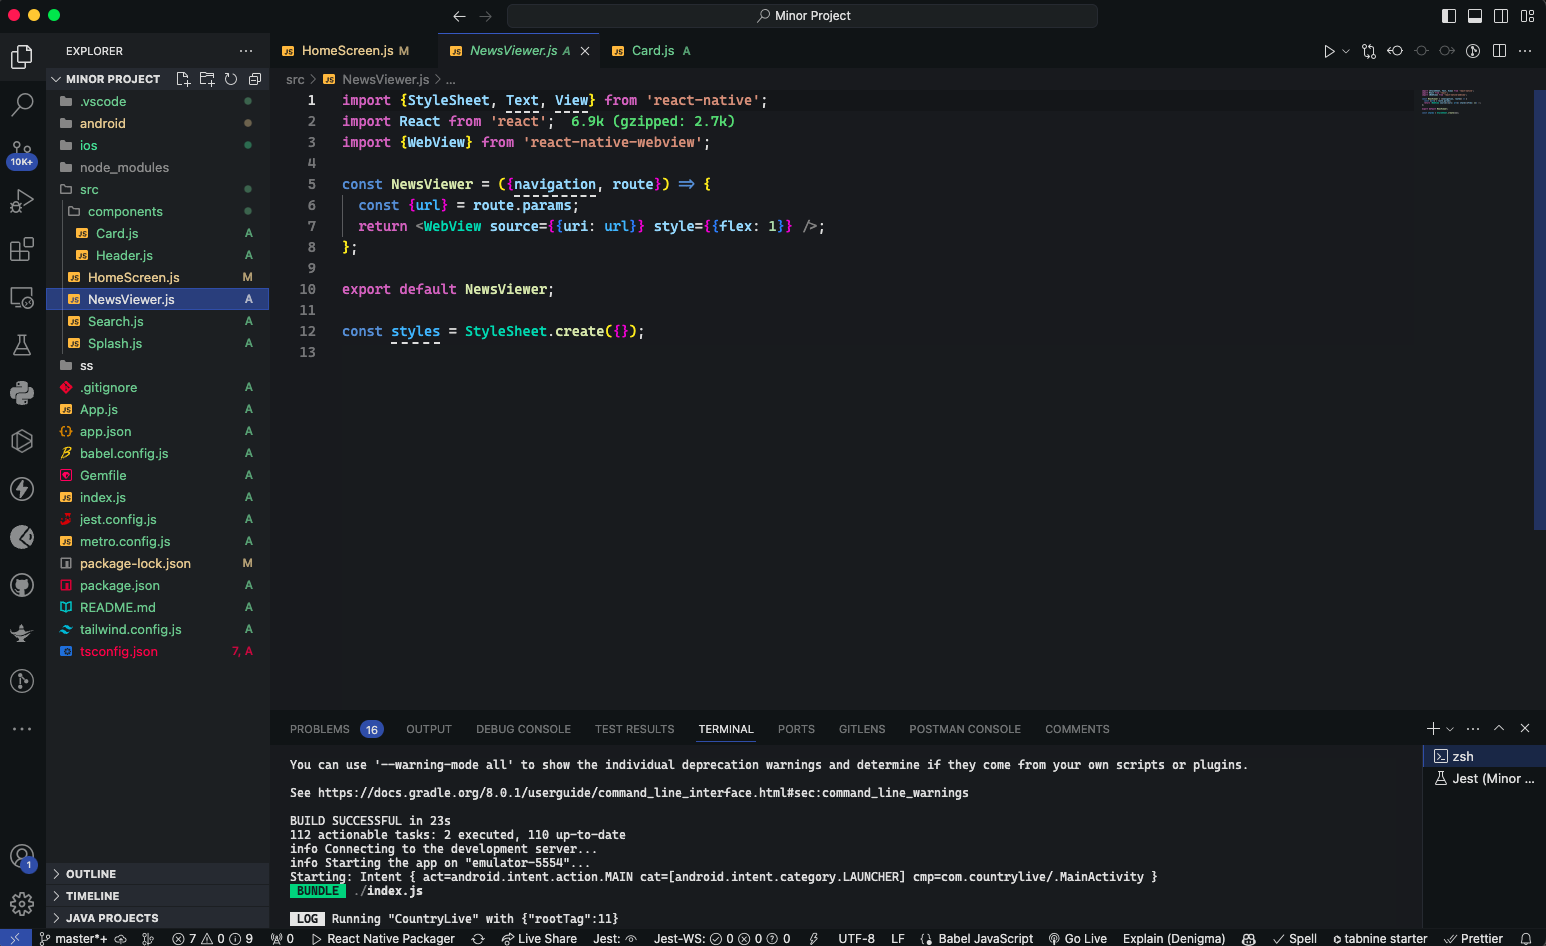 Minor Project
EXPLORER
HomeScreen.js M
NewsViewer.js A
Card.js A
MINOR PROJECT
src > NewsViewer.js > ...
.vscode
android
ios
node_modules
src
components
Card.js A
Header.js A
HomeScreen.js M
NewsViewer.js A
Search.js A
Splash.js A
ss
.gitignore A
App.js A
app.json A
babel.config.js A
Gemfile A
index.js A
jest.config.js A
metro.config.js A
package-lock.json M
package.json A
README.md A
tailwind.config.js A
tsconfig.json 7, A
OUTLINE
TIMELINE
JAVA PROJECTS
10K+
1
1 import {StyleSheet, Text, View} from 'react-native';
2 import React from 'react'; 6.9k (gzipped: 2.7k)
3 import {WebView} from 'react-native-webview';
4
5 const NewsViewer = ({navigation, route}) => {
6 const {url} = route.params;
7 return <WebView source={{uri: url}} style={{flex: 1}} />;
8 };
9
10 export default NewsViewer;
11
12 const styles = StyleSheet.create({});
13
PROBLEMS 16 OUTPUT DEBUG CONSOLE TEST RESULTS TERMINAL PORTS GITLENS POSTMAN CONSOLE COMMENTS
You can use '--warning-mode all' to show the individual deprecation warnings and determine if they come from your own scripts or plugins.
See https://docs.gradle.org/8.0.1/userguide/command_line_interface.html#sec:command_line_warnings
BUILD SUCCESSFUL in 23s
112 actionable tasks: 2 executed, 110 up-to-date
info Connecting to the development server...
info Starting the app on "emulator-5554"...
Starting: Intent { act=android.intent.action.MAIN cat=[android.intent.category.LAUNCHER] cmp=com.countrylive/.MainActivity }
BUNDLE ./index.js
LOG Running "CountryLive" with {"rootTag":11}
zsh
Jest (Minor ...
master*+ 7 0 9 0 React Native Packager Live Share Jest: Jest-WS: 0 0 0 UTF-8 LF Babel JavaScript Go Live Explain (Denigma) Spell tabnine starter Prettier